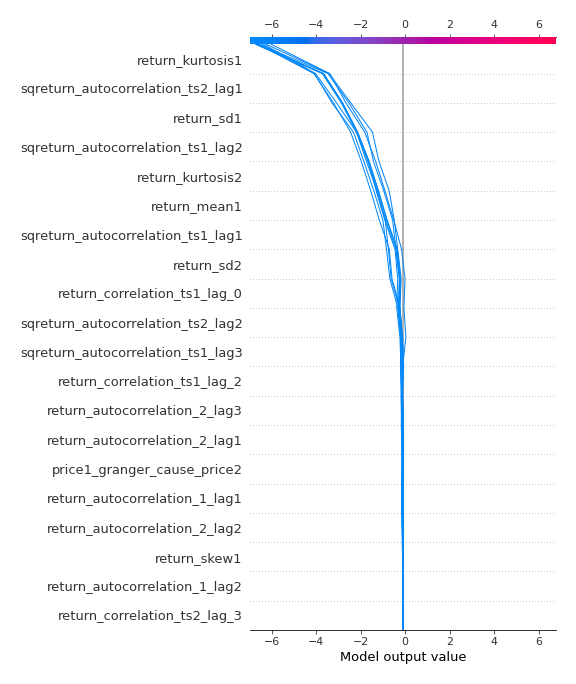 −6 −4 −2 0 2 4 6
return_kurtosis1
sqreturn_autocorrelation_ts2_lag1
return_sd1
sqreturn_autocorrelation_ts1_lag2
return_kurtosis2
return_mean1
sqreturn_autocorrelation_ts1_lag1
return_sd2
return_correlation_ts1_lag_0
sqreturn_autocorrelation_ts2_lag2
sqreturn_autocorrelation_ts1_lag3
return_correlation_ts1_lag_2
return_autocorrelation_2_lag3
return_autocorrelation_2_lag1
price1_granger_cause_price2
return_autocorrelation_1_lag1
return_autocorrelation_2_lag2
return_skew1
return_autocorrelation_1_lag2
return_correlation_ts2_lag_3
−6 −4 −2 0 2 4 6
Model output value